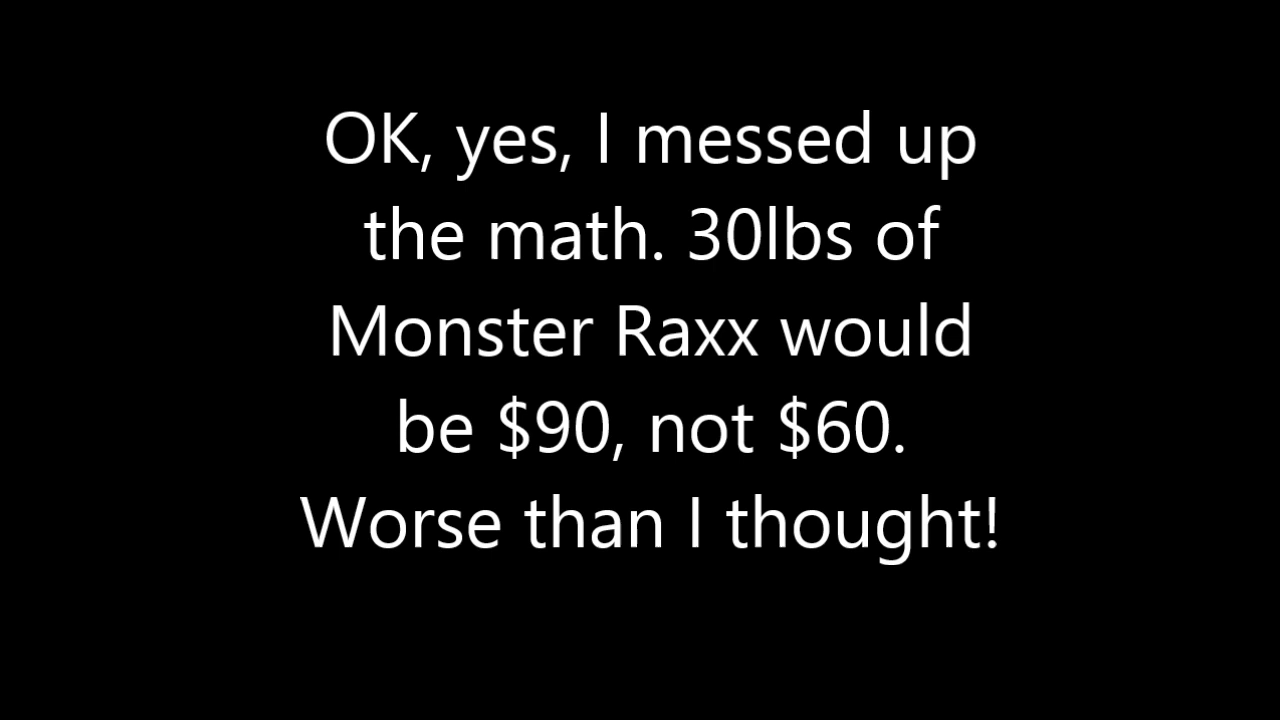 OK, yes, I messed up
the math. 30lbs of
Monster Raxx would
be $90, not $60.
Worse than I thought!